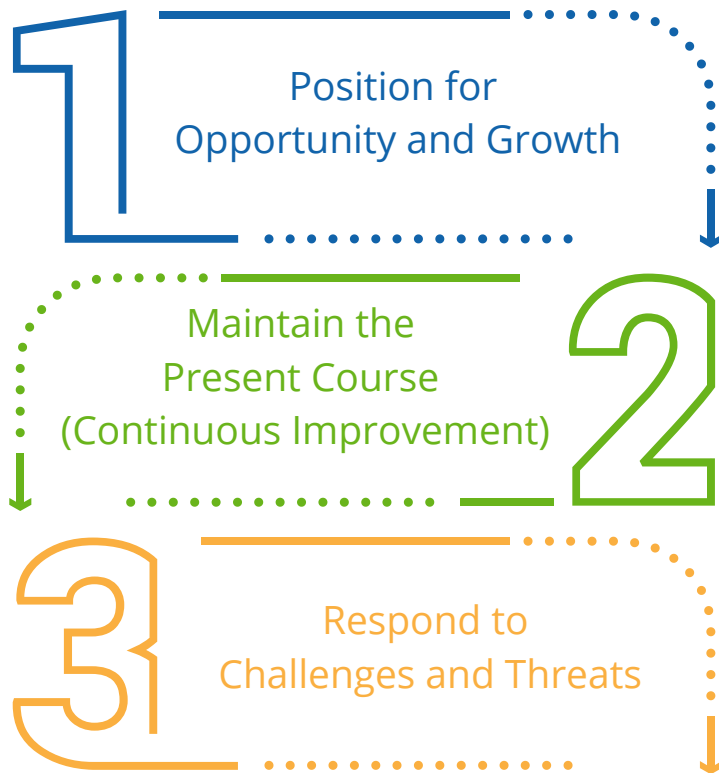 1
Position for
Opportunity and Growth
2
Maintain the
Present Course
(Continuous Improvement)
3
Respond to
Challenges and Threats